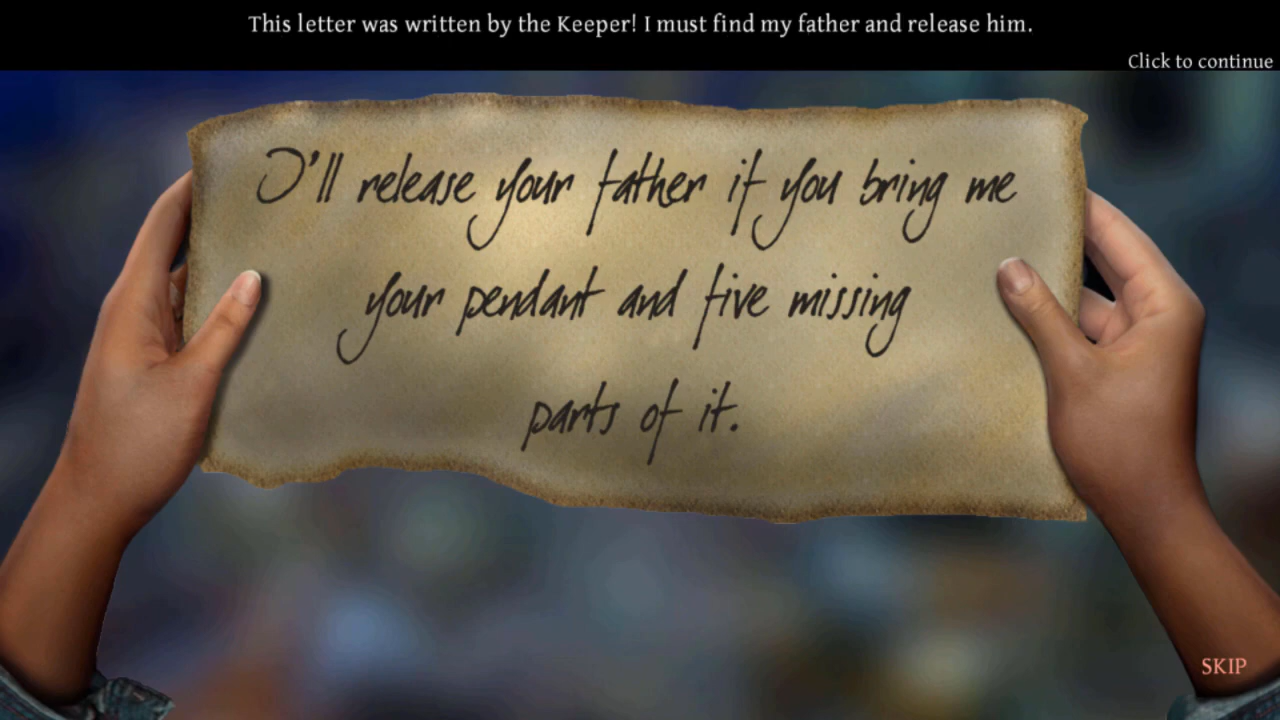 This letter was written by the Keeper! I must find my father and release him.
Click to continue
I'll release your father if you bring me
your pendant and five missing
parts of it.
SKIP